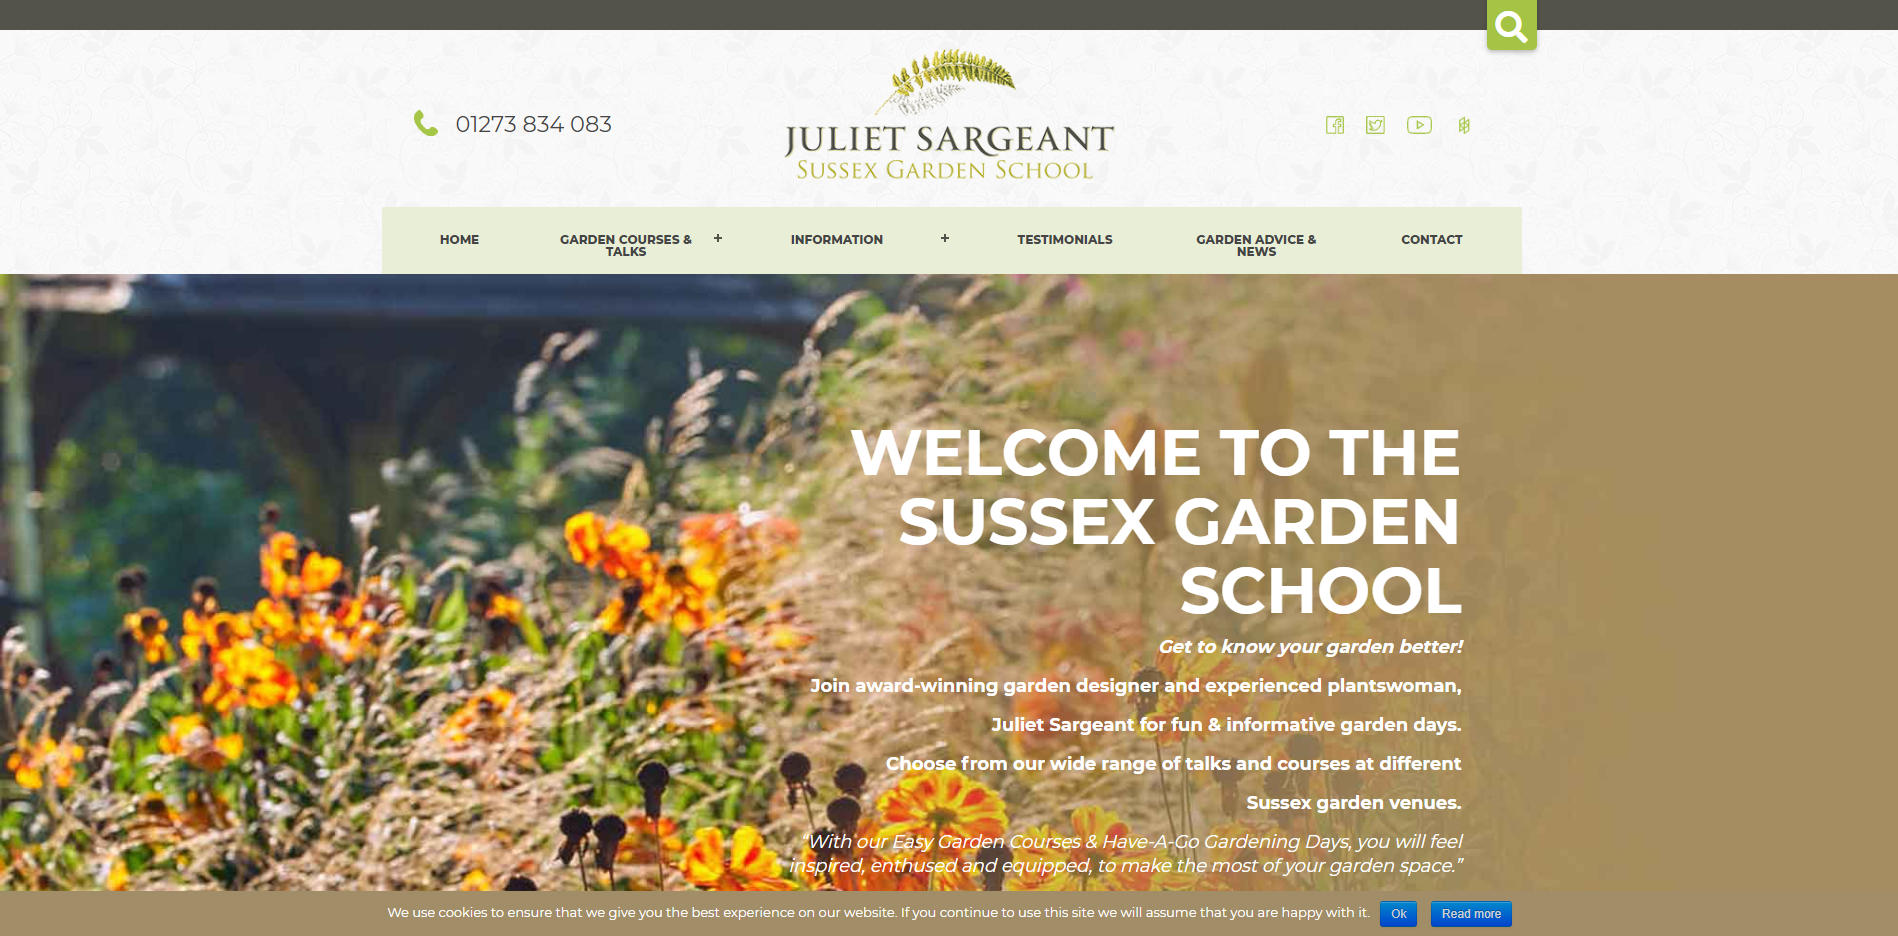 01273 834 083
JULIET SARGEANT
SUSSEX GARDEN SCHOOL
HOME
GARDEN COURSES &
TALKS
+
INFORMATION
+
TESTIMONIALS
GARDEN ADVICE &
NEWS
CONTACT
WELCOME TO THE
SUSSEX GARDEN
SCHOOL
Get to know your garden better!
Join award-winning garden designer and experienced plantswoman,
Juliet Sargeant for fun & informative garden days.
Choose from our wide range of talks and courses at different
Sussex garden venues.
“With our Easy Garden Courses & Have-A-Go Gardening Days, you will feel
inspired, enthused and equipped, to make the most of your garden space.”
We use cookies to ensure that we give you the best experience on our website. If you continue to use this site we will assume that you are happy with it.
Ok
Read more